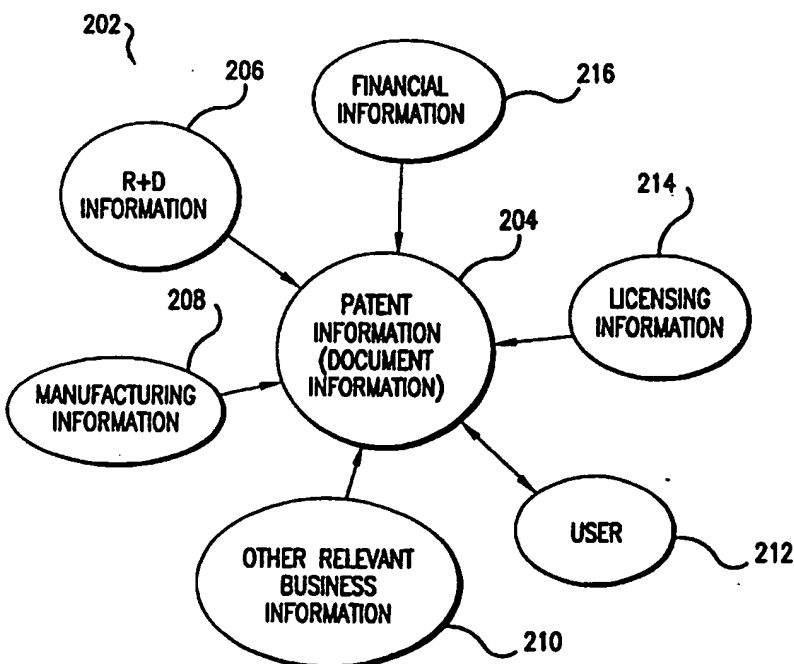 202
206
FINANCIAL
INFORMATION
216
R+D
INFORMATION
214
204
LICENSING
INFORMATION
PATENT
INFORMATION
(DOCUMENT
INFORMATION)
208
MANUFACTURING
INFORMATION
USER
212
OTHER RELEVANT
BUSINESS
INFORMATION
210